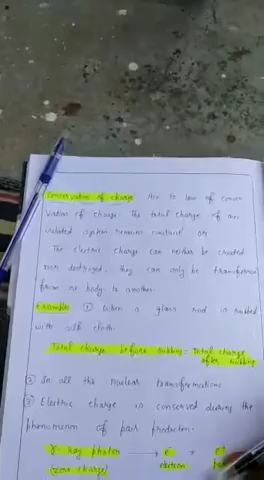 Conservation of charge Acc to law of conser
vation of charge. The total charge of an
isolated system remains constant or
The electric charge can neither be created
nor destroyed. They can only be transferred
from one body to another.
Example ① When a glass rod is rubbed
with silk cloth.
Total charge before rubbing = Total charge
after rubbing
② In all the nuclear transformations
③ Electric charge is conserved during the
phenomenon of pair production.
γ-ray photon → e⁻ + e⁺
(zero charge) electron